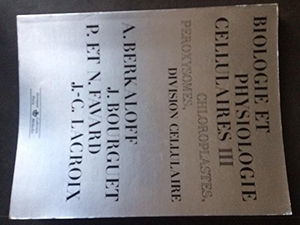 BIOLOGIE ET
PHYSIOLOGIE
CELLULAIRES III
CHLOROPLASTES,
PEROXYSOMES,
DIVISION CELLULAIRE
A. BERKALOFF
J. BOURGUET
P. ET N. FAVARD
J.-C. LACROIX